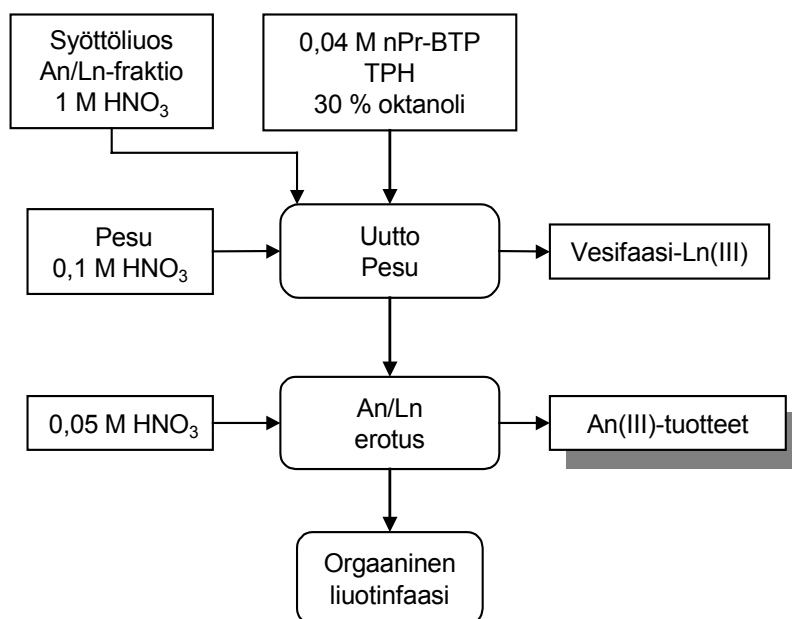 Syöttöliuos
An/Ln-fraktio
1 M HNO₃
0,04 M nPr-BTP
TPH
30 % oktanoli
Pesu
0,1 M HNO₃
Uutto
Pesu
Vesifaasi-Ln(III)
0,05 M HNO₃
An/Ln
erotus
An(III)-tuotteet
Orgaaninen
liuotinfaasi